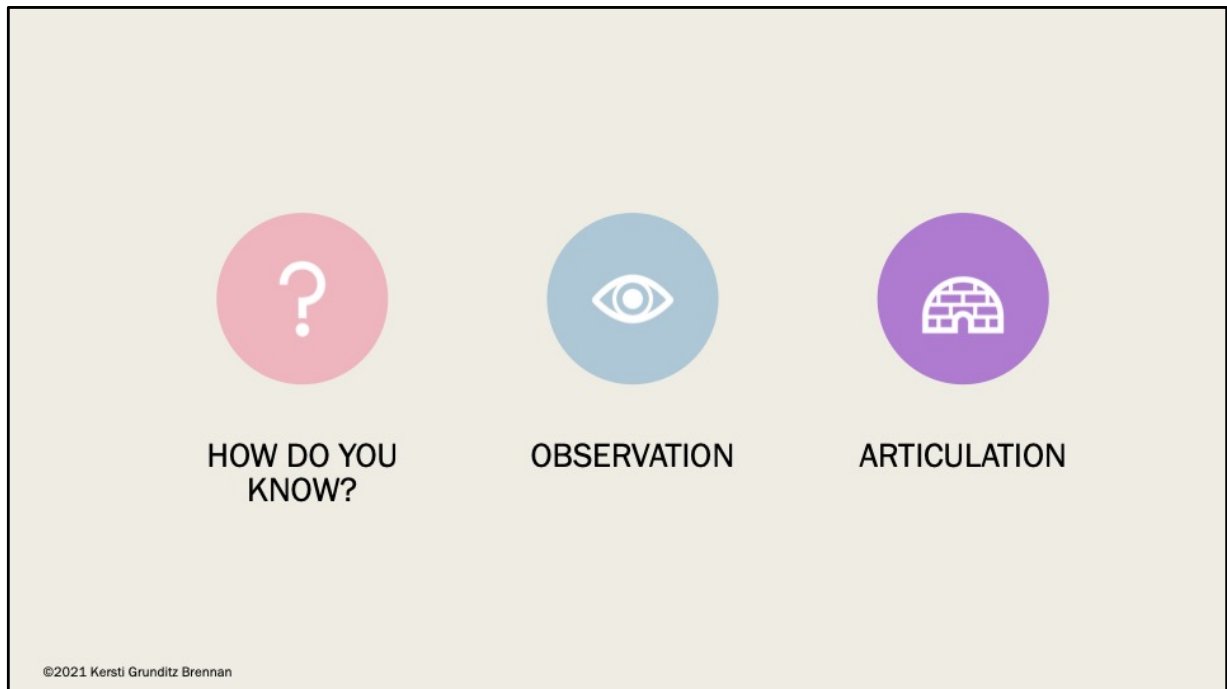 ?
HOW DO YOU
KNOW?
OBSERVATION
ARTICULATION
©2021 Kersti Grunditz Brennan